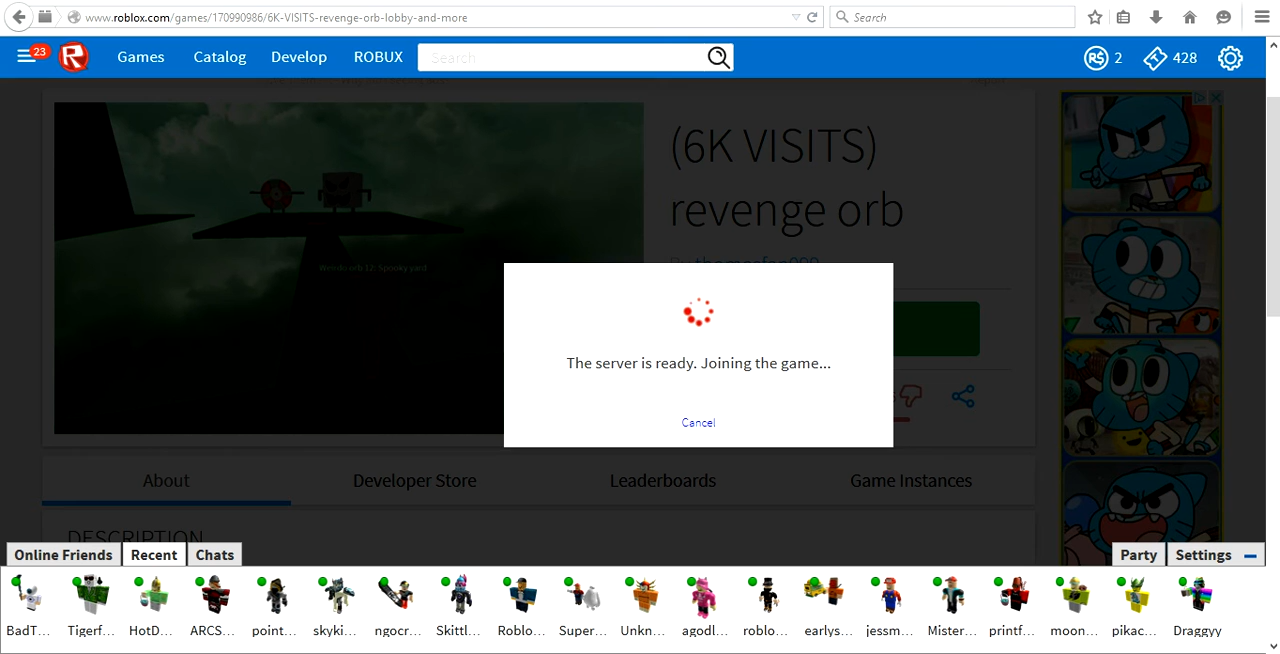 www.roblox.com/games/170990986/6K-VISITS-revenge-orb-lobby-and-more
Search
23
Games
Catalog
Develop
ROBUX
Search
R$ 2
428
(6K VISITS)
revenge orb
The server is ready. Joining the game...
Cancel
About
Developer Store
Leaderboards
Game Instances
DESCRIPTION
Online Friends
Recent
Chats
Party
Settings
BadT...
Tigerf...
HotD...
ARCS...
point...
skyki...
ngocr...
Skittl...
Roblo...
Super...
Unkn...
agodl...
roblo...
earlys...
jessm...
Mister...
printf...
moon...
pikac...
Draggyy